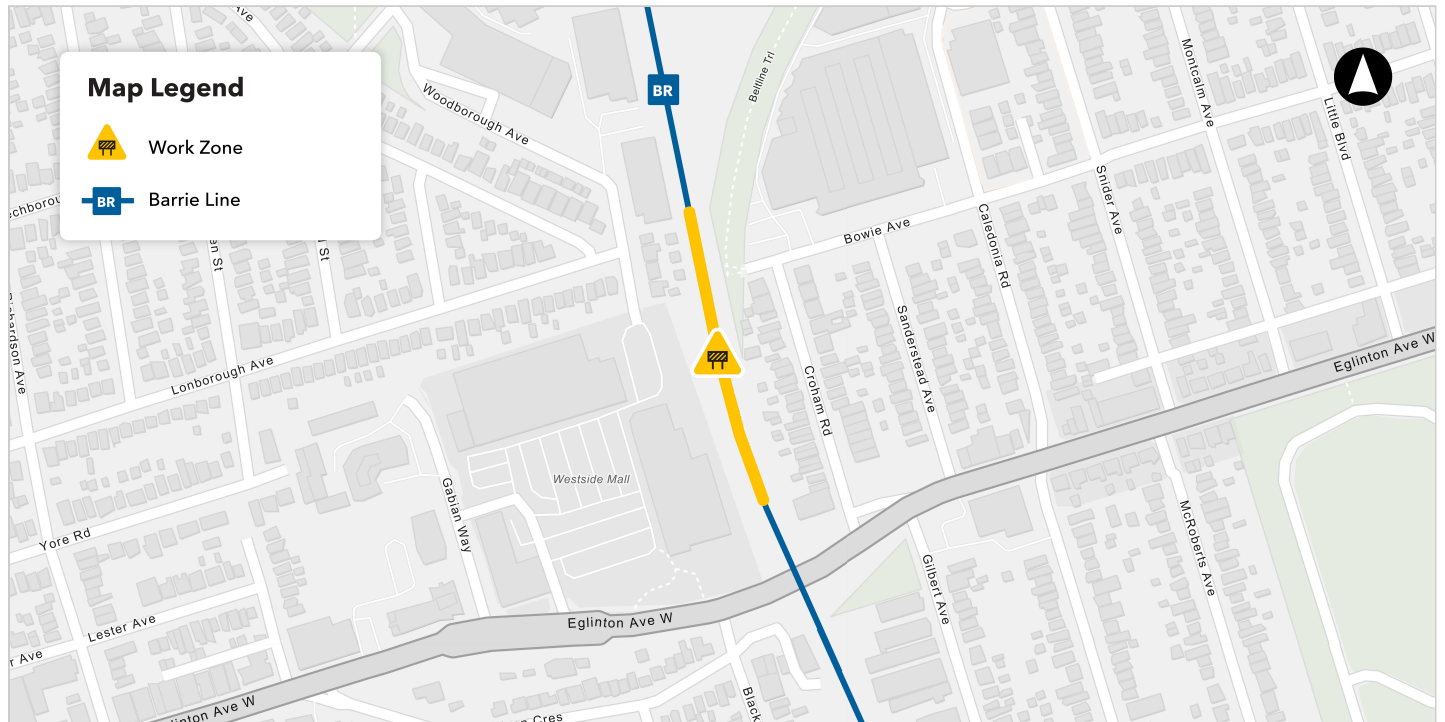 Ave
Map Legend
Work Zone
BR
Barrie Line
BR
Beltline Trl
Woodborough Ave
Montcalm Ave
Little Blvd
Snider Ave
Bowie Ave
Caledonia Rd
St
Lonborough Ave
Sanderstead Ave
Croham Rd
Eglinton Ave W
Westside Mall
Gabian Way
Yore Rd
McRoberts Ave
Gilbert Ave
Lester Ave
Eglinton Ave W
Ave
Ave W
Black
Cres